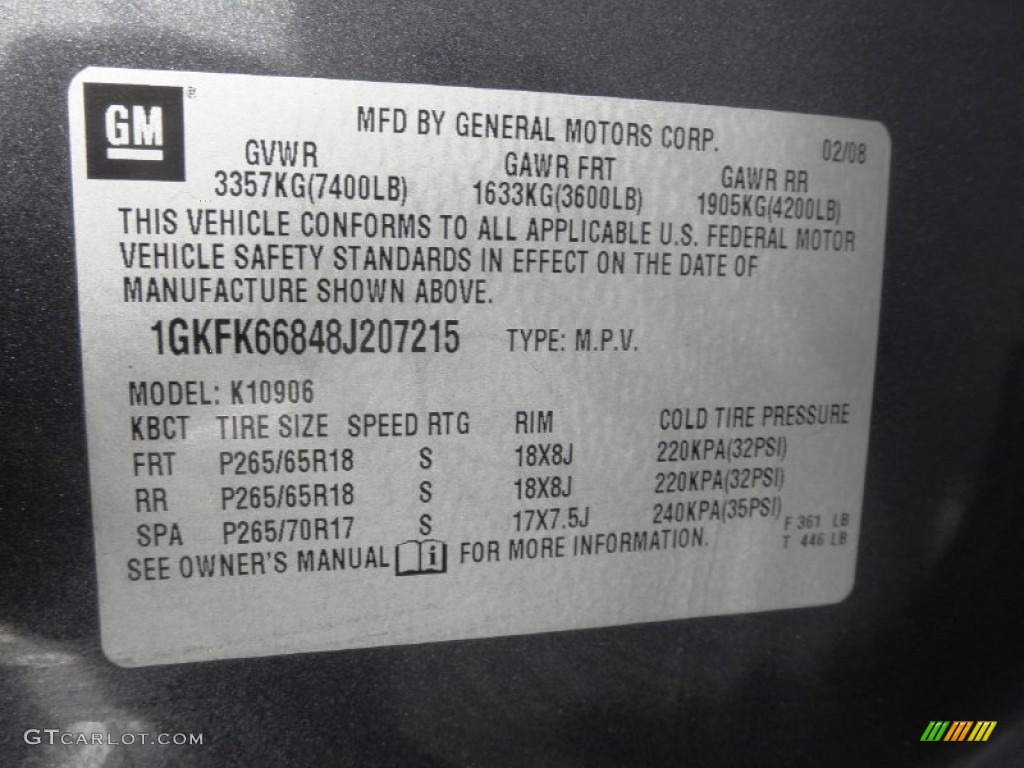 GM ®
MFD BY GENERAL MOTORS CORP.
02/08
GVWR GAWR FRT GAWR RR
3357KG(7400LB) 1633KG(3600LB) 1905KG(4200LB)
THIS VEHICLE CONFORMS TO ALL APPLICABLE U.S. FEDERAL MOTOR
VEHICLE SAFETY STANDARDS IN EFFECT ON THE DATE OF
MANUFACTURE SHOWN ABOVE.
1GKFK66848J207215 TYPE: M.P.V.
MODEL: K10906
KBCT TIRE SIZE SPEED RTG RIM COLD TIRE PRESSURE
FRT P265/65R18 S 18X8J 220KPA(32PSI)
RR P265/65R18 S 18X8J 220KPA(32PSI)
SPA P265/70R17 S 17X7.5J 240KPA(35PSI)
F 361 LB
T 446 LB
SEE OWNER'S MANUAL i FOR MORE INFORMATION.
GTCARLOT.COM